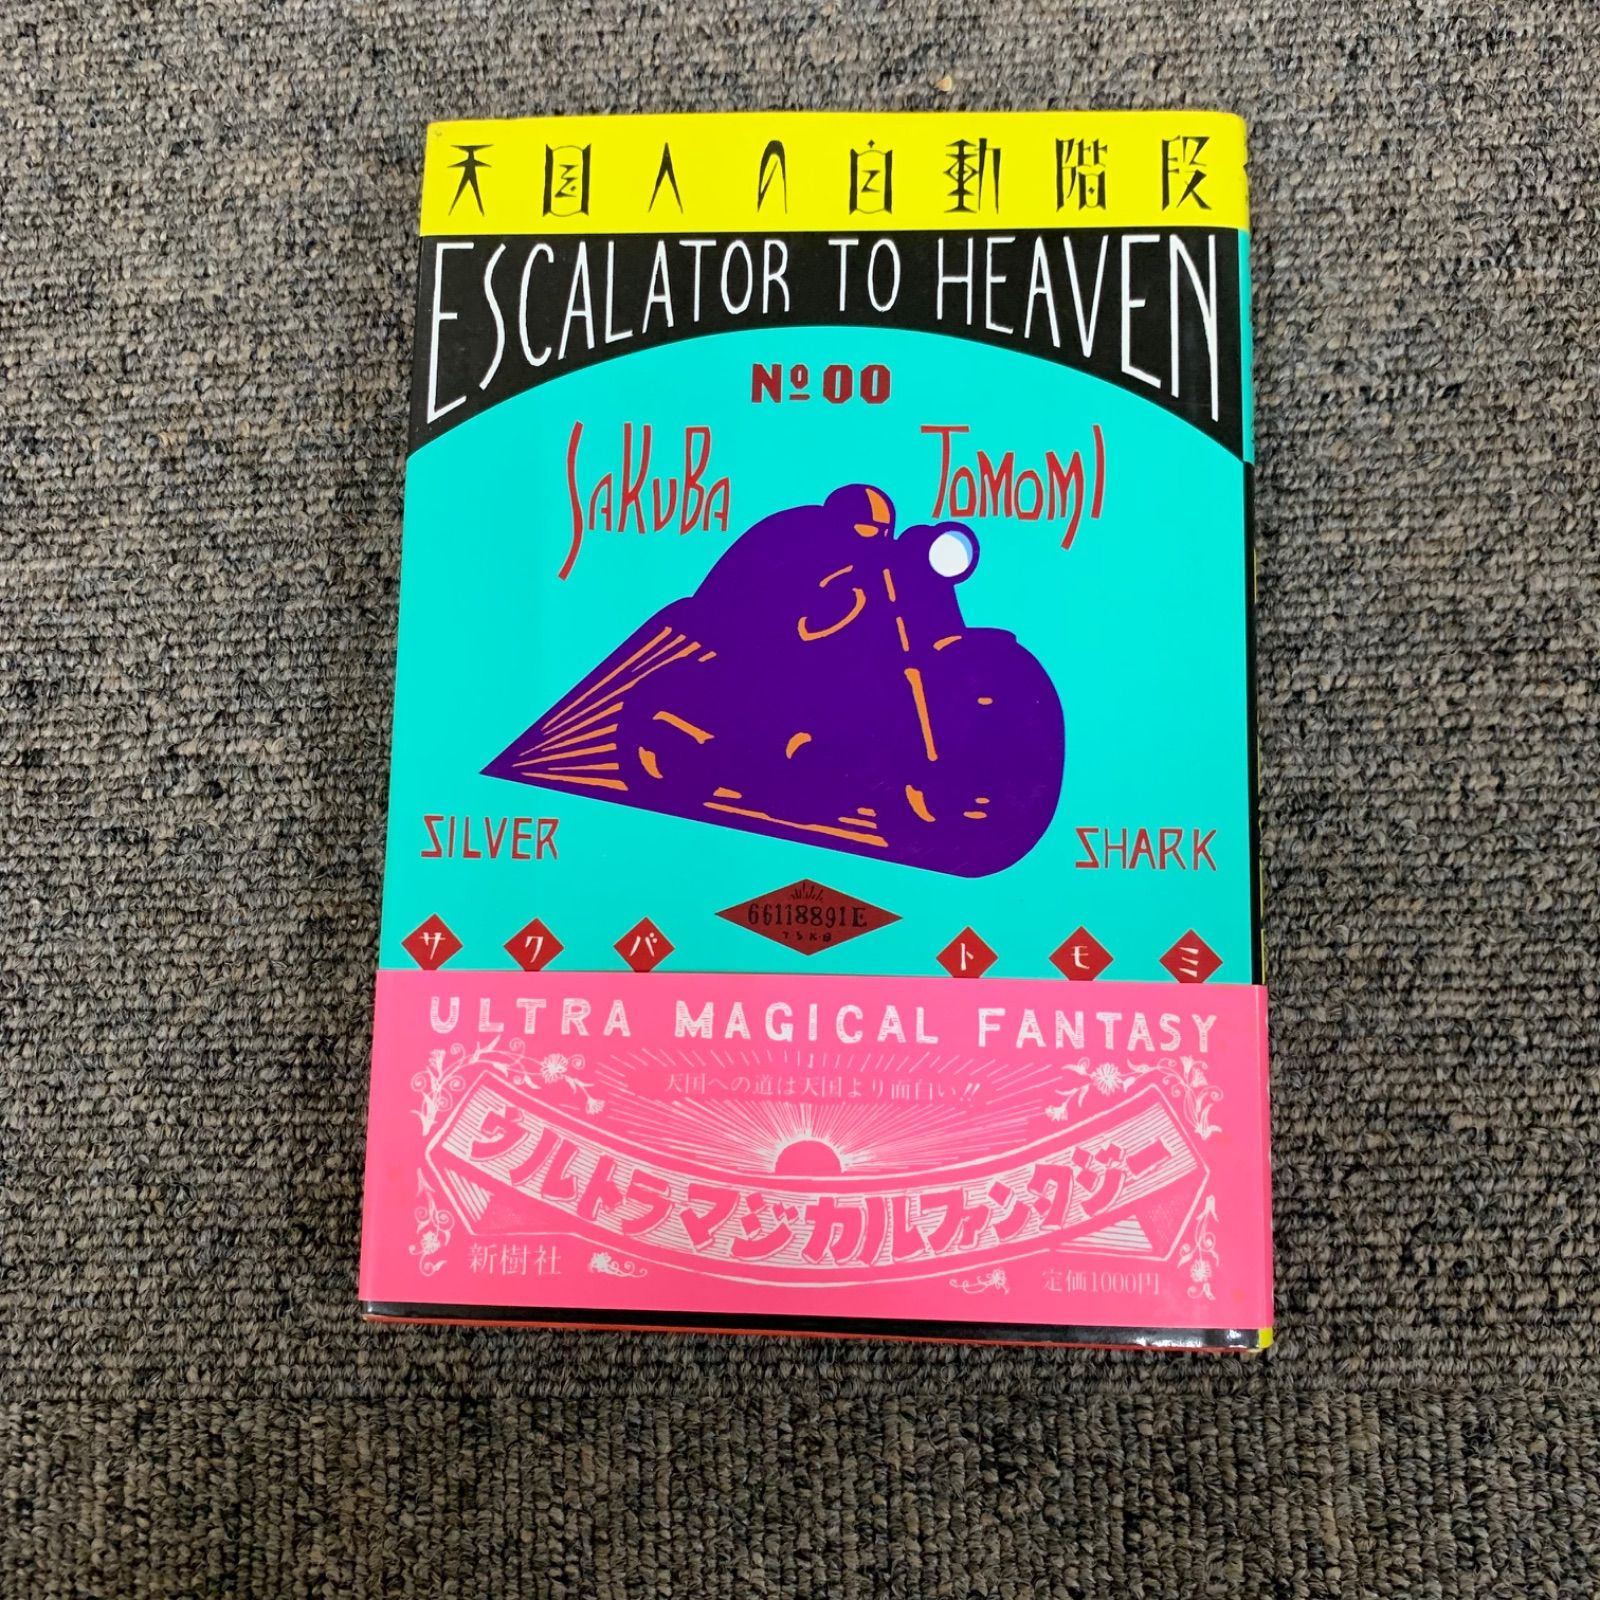 天国人の自動階段
ESCALATOR TO HEAVEN
No 00
SAKUBA TOMOMI
SILVER SHARK
66118891E
T S K B
サクバ トモミ
ULTRA MAGICAL FANTASY
天国への道は天国より面白い!!
ウルトラマジカルファンタジー
新樹社
定価1000円